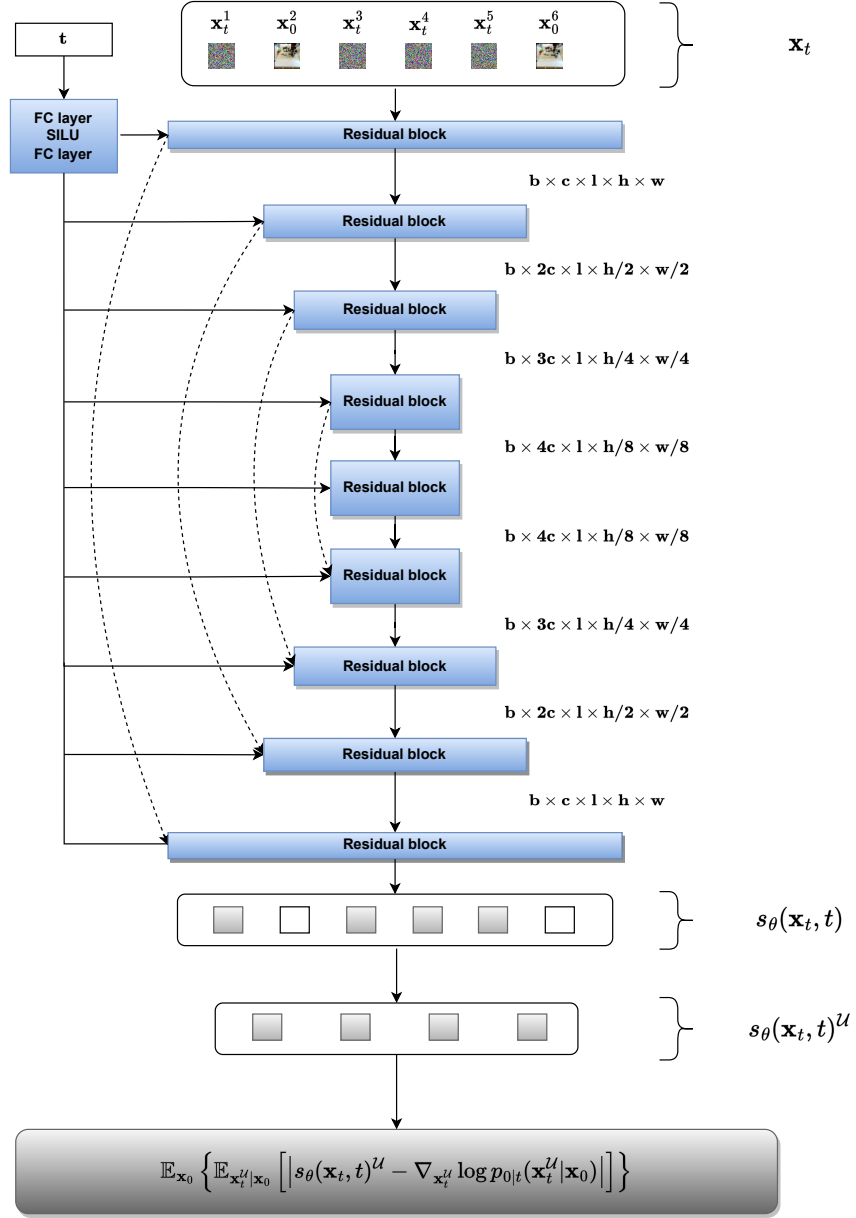 t
x_t^1 x_0^2 x_t^3 x_t^4 x_t^5 x_0^6
x_t
FC layer
SILU
FC layer
Residual block
b × c × l × h × w
Residual block
b × 2c × l × h/2 × w/2
Residual block
b × 3c × l × h/4 × w/4
Residual block
b × 4c × l × h/8 × w/8
Residual block
b × 4c × l × h/8 × w/8
Residual block
b × 3c × l × h/4 × w/4
Residual block
b × 2c × l × h/2 × w/2
Residual block
b × c × l × h × w
Residual block
s_θ(x_t, t)
s_θ(x_t, t)^𝒰
𝔼_{x_0} { 𝔼_{x_t^𝒰|x_0} [ | s_θ(x_t, t)^𝒰 − ∇_{x_t^𝒰} log p_{0|t}(x_t^𝒰|x_0) | ] }